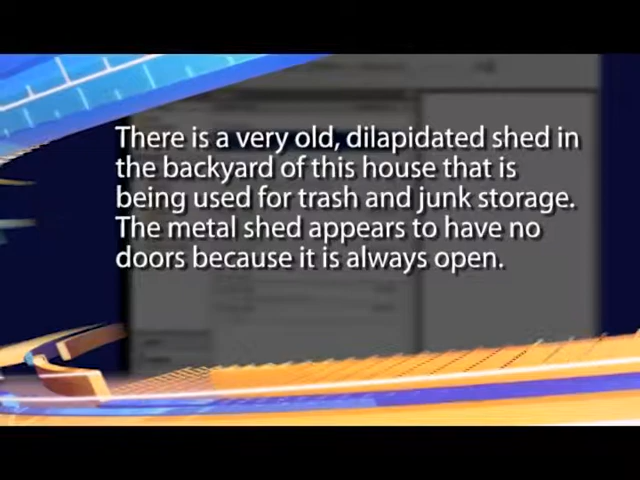 There is a very old, dilapidated shed in
the backyard of this house that is
being used for trash and junk storage.
The metal shed appears to have no
doors because it is always open.